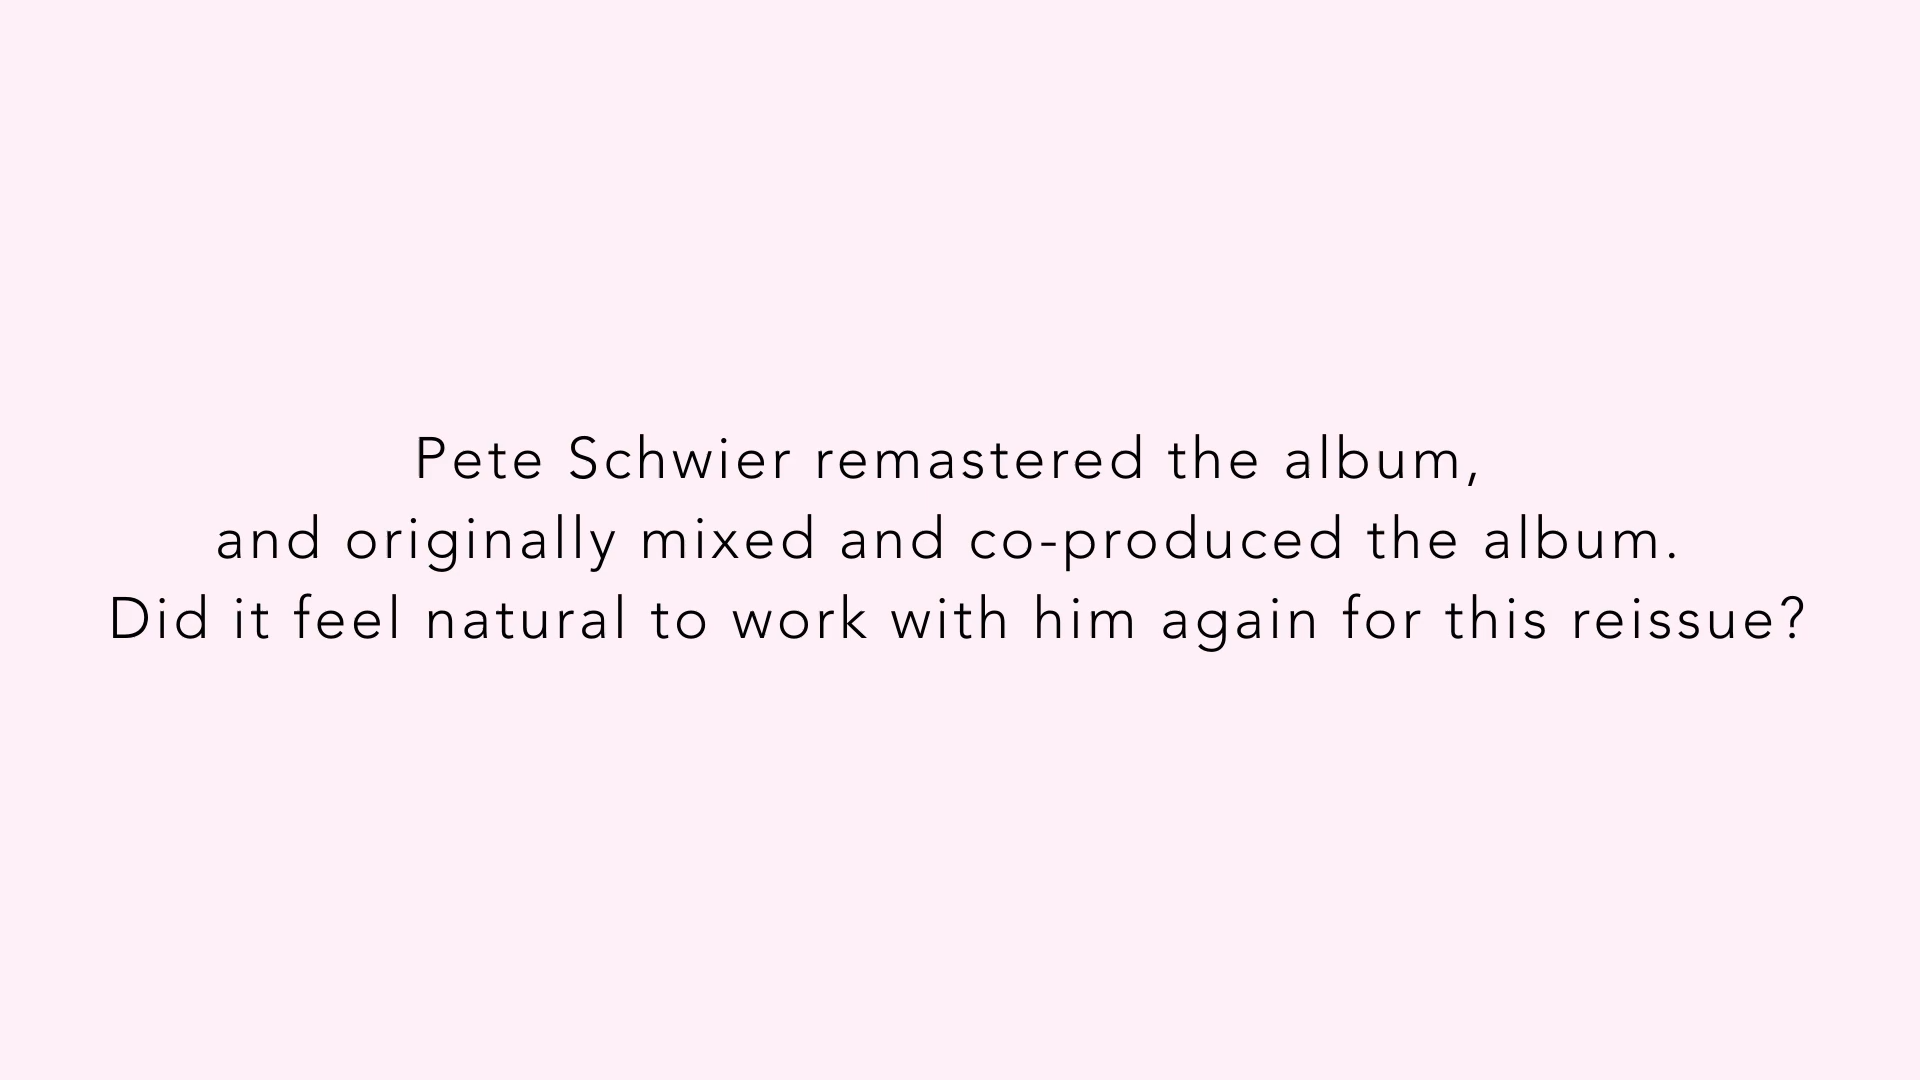 Pete Schwier remastered the album,
and originally mixed and co-produced the album.
Did it feel natural to work with him again for this reissue?